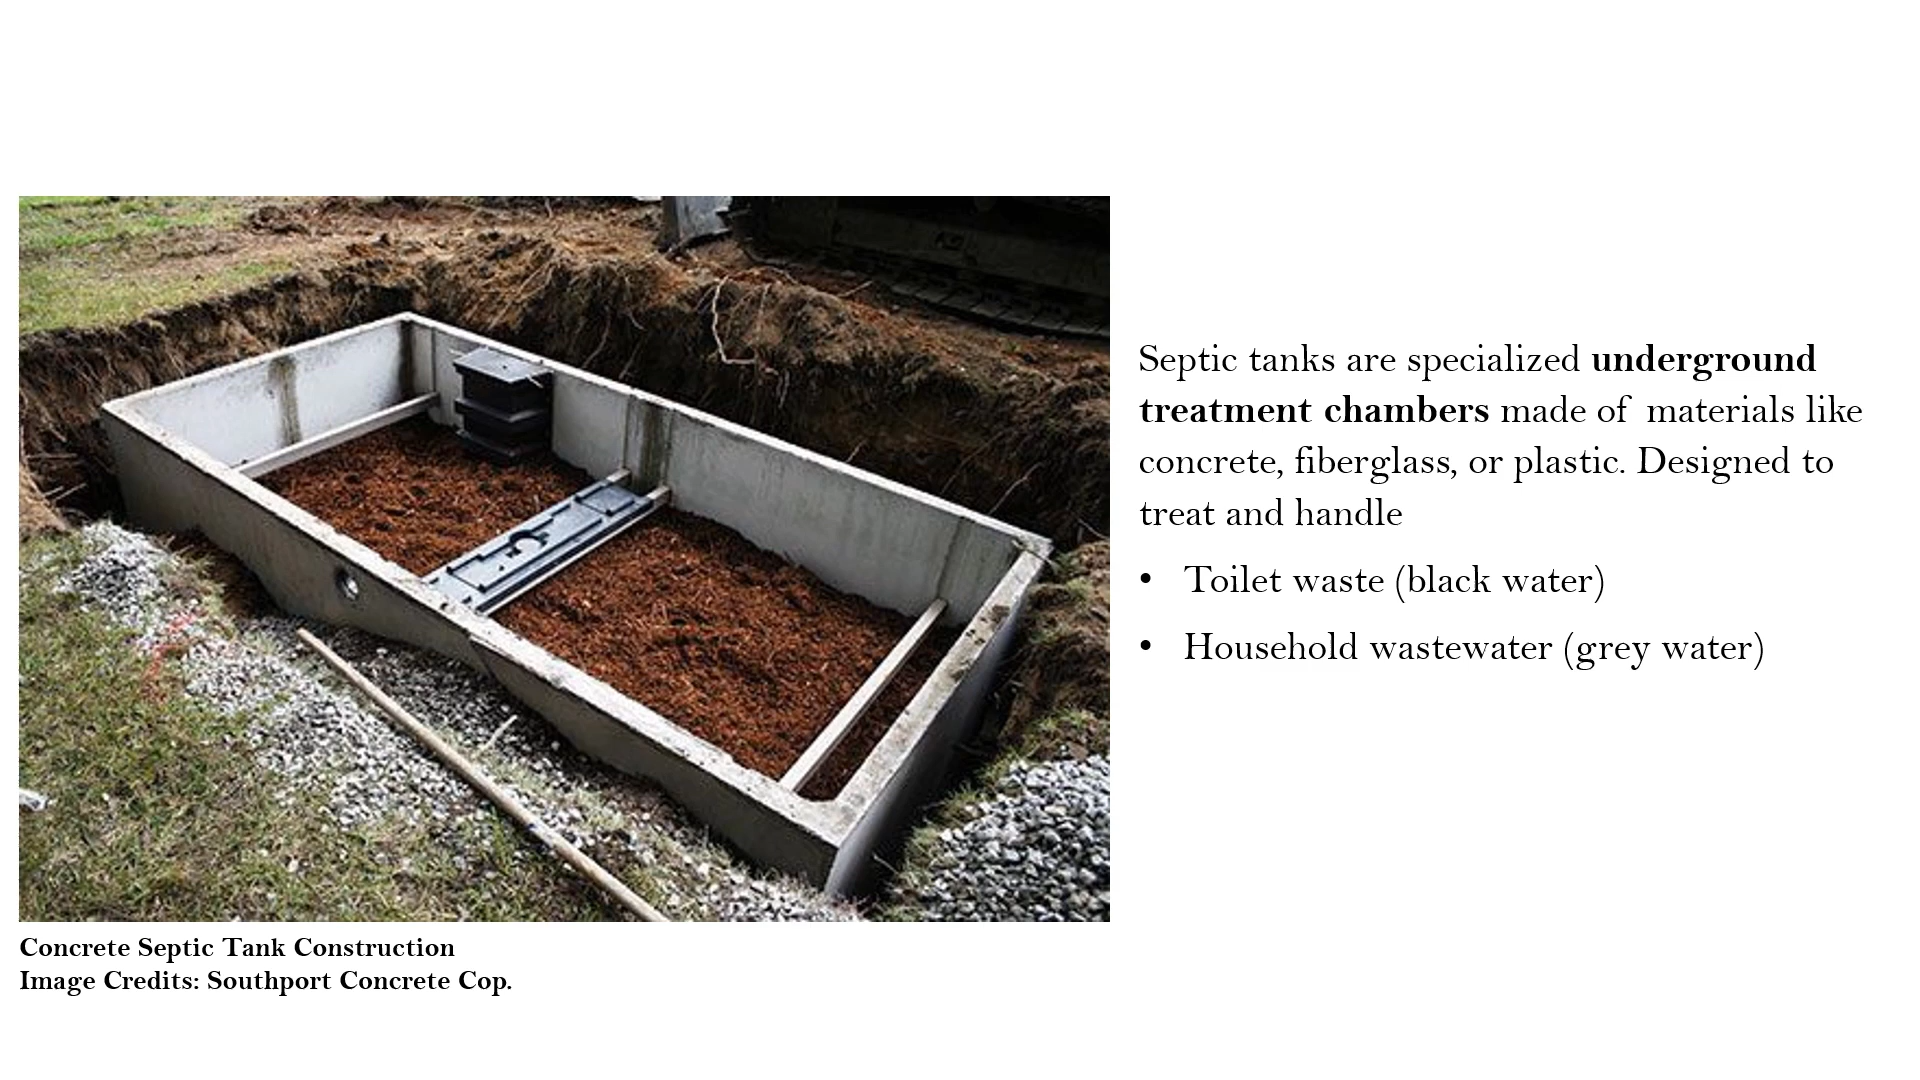 Septic tanks are specialized underground
treatment chambers made of materials like
concrete, fiberglass, or plastic. Designed to
treat and handle
• Toilet waste (black water)
• Household wastewater (grey water)
Concrete Septic Tank Construction
Image Credits: Southport Concrete Cop.